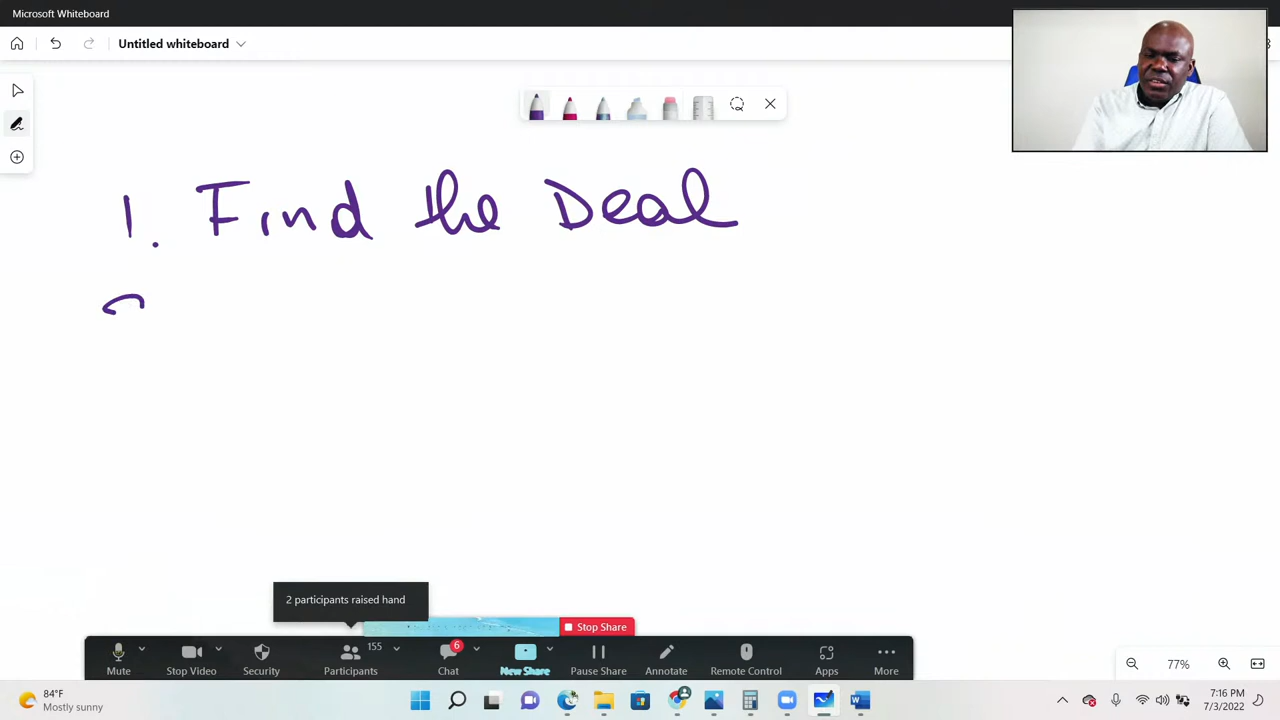 Microsoft Whiteboard
Untitled whiteboard
1. Find the Deal
2 participants raised hand
Stop Share
155
6
Mute
Stop Video
Security
Participants
Chat
New Share
Pause Share
Annotate
Remote Control
Apps
More
77%
84°F
Mostly sunny
7:16 PM
7/3/2022